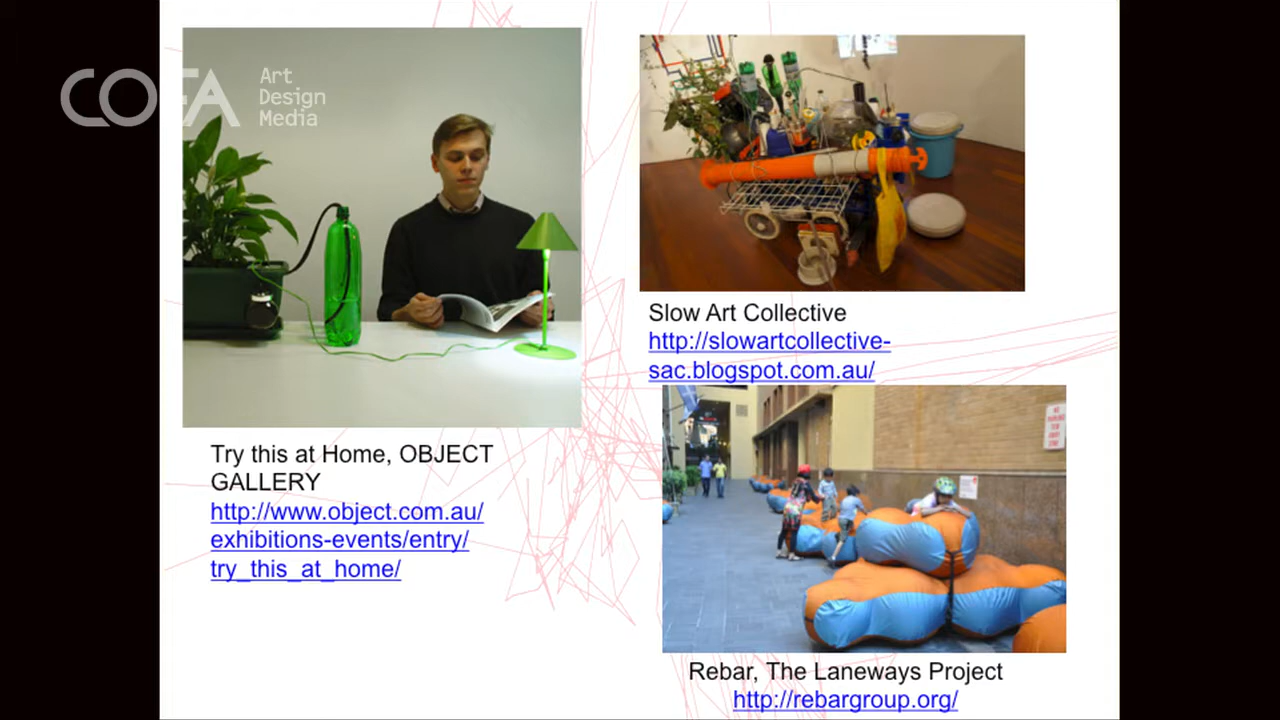 COFA
Art
Design
Media
Try this at Home, OBJECT
GALLERY
http://www.object.com.au/
exhibitions-events/entry/
try_this_at_home/
Slow Art Collective
http://slowartcollective-
sac.blogspot.com.au/
Rebar, The Laneways Project
http://rebargroup.org/